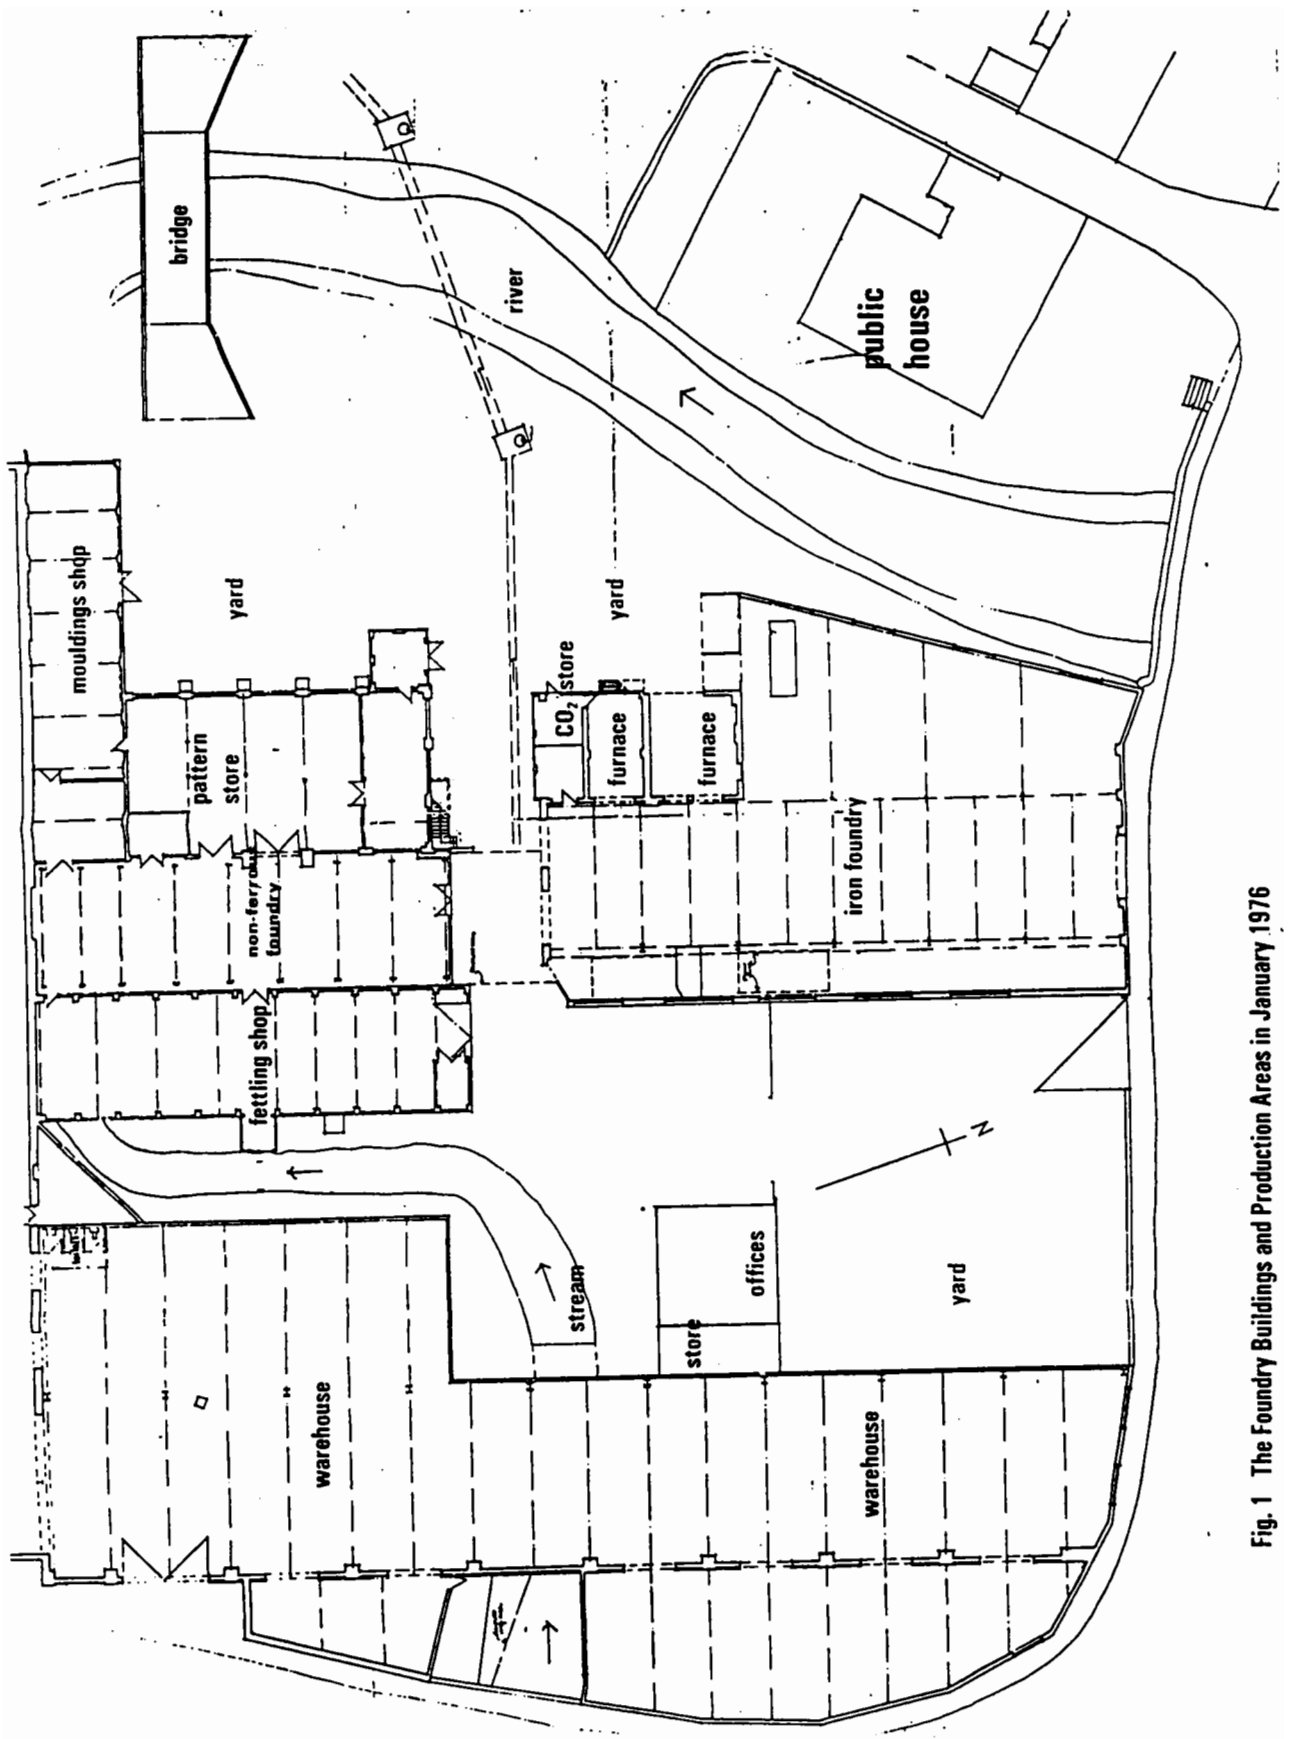 bridge
river
public
house
mouldings shop
yard
yard
pattern
store
CO₂ store
furnace
furnace
non-ferrou
foundry
iron foundry
fettling shop
N
stream
offices
store
yard
warehouse
warehouse
Fig. 1 The Foundry Buildings and Production Areas in January 1976